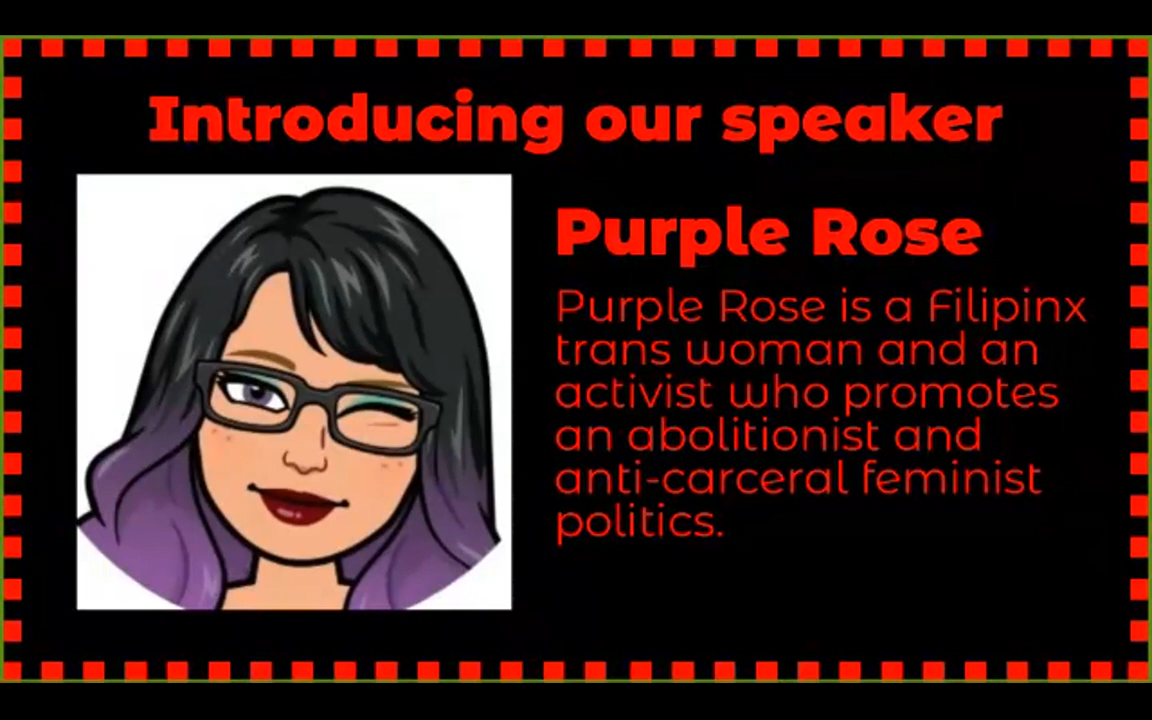 Introducing our speaker
Purple Rose
Purple Rose is a Filipinx
trans woman and an
activist who promotes
an abolitionist and
anti-carceral feminist
politics.